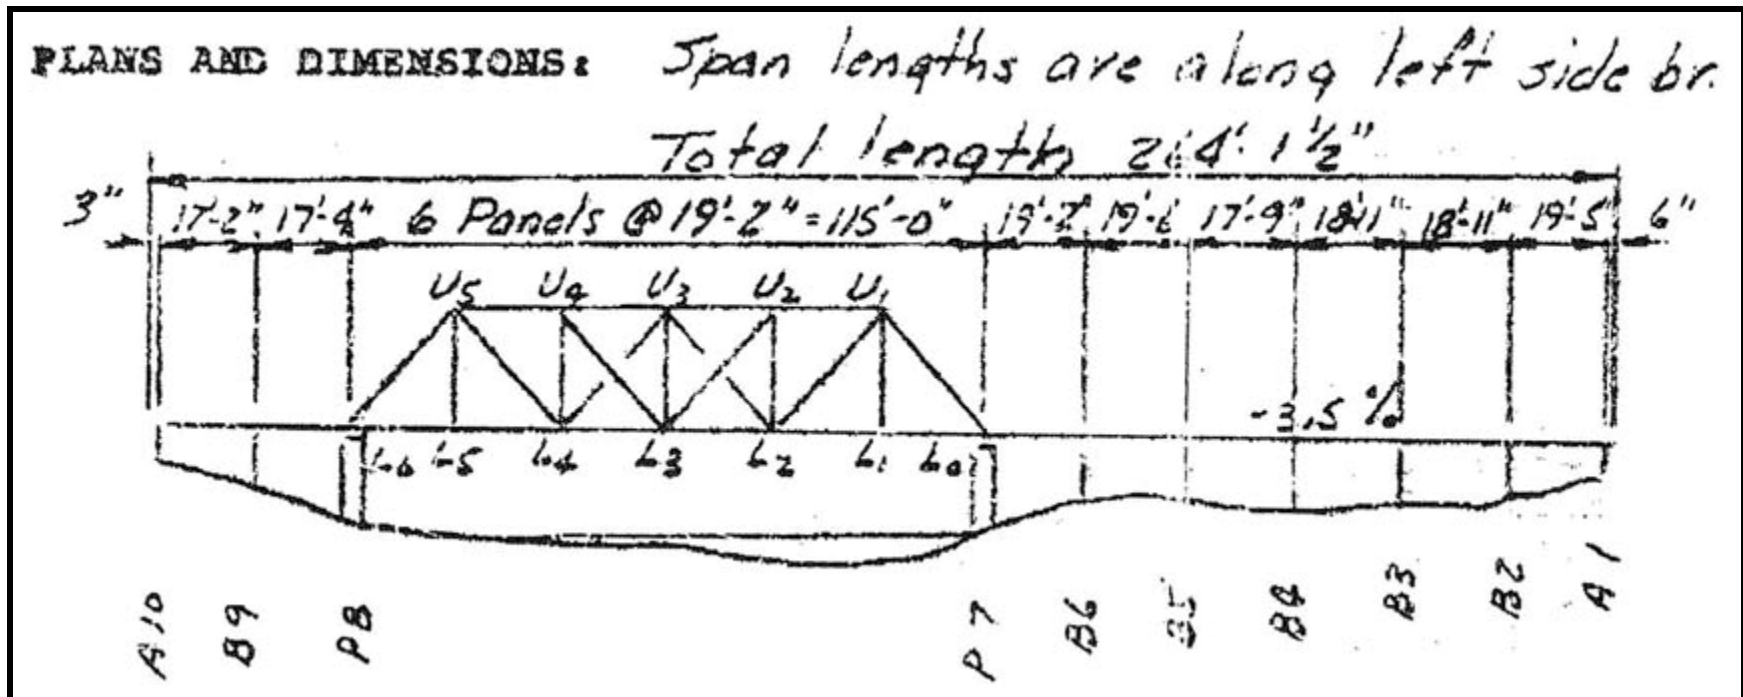 PLANS AND DIMENSIONS: Span lengths are along left side br.
Total length 264'-1½"
3" 17'-2" 17'-4" 6 Panels @ 19'-2" = 115'-0" 19'-2" 17'-9" 18'-11" 18'-11" 19'-5" 6"
U5 U4 U3 U2 U1
-3.5 %
L6 L5 L4 L3 L2 L1 L0
A10 B9 P8 P7 B6 B5 B4 B3 B2 A1